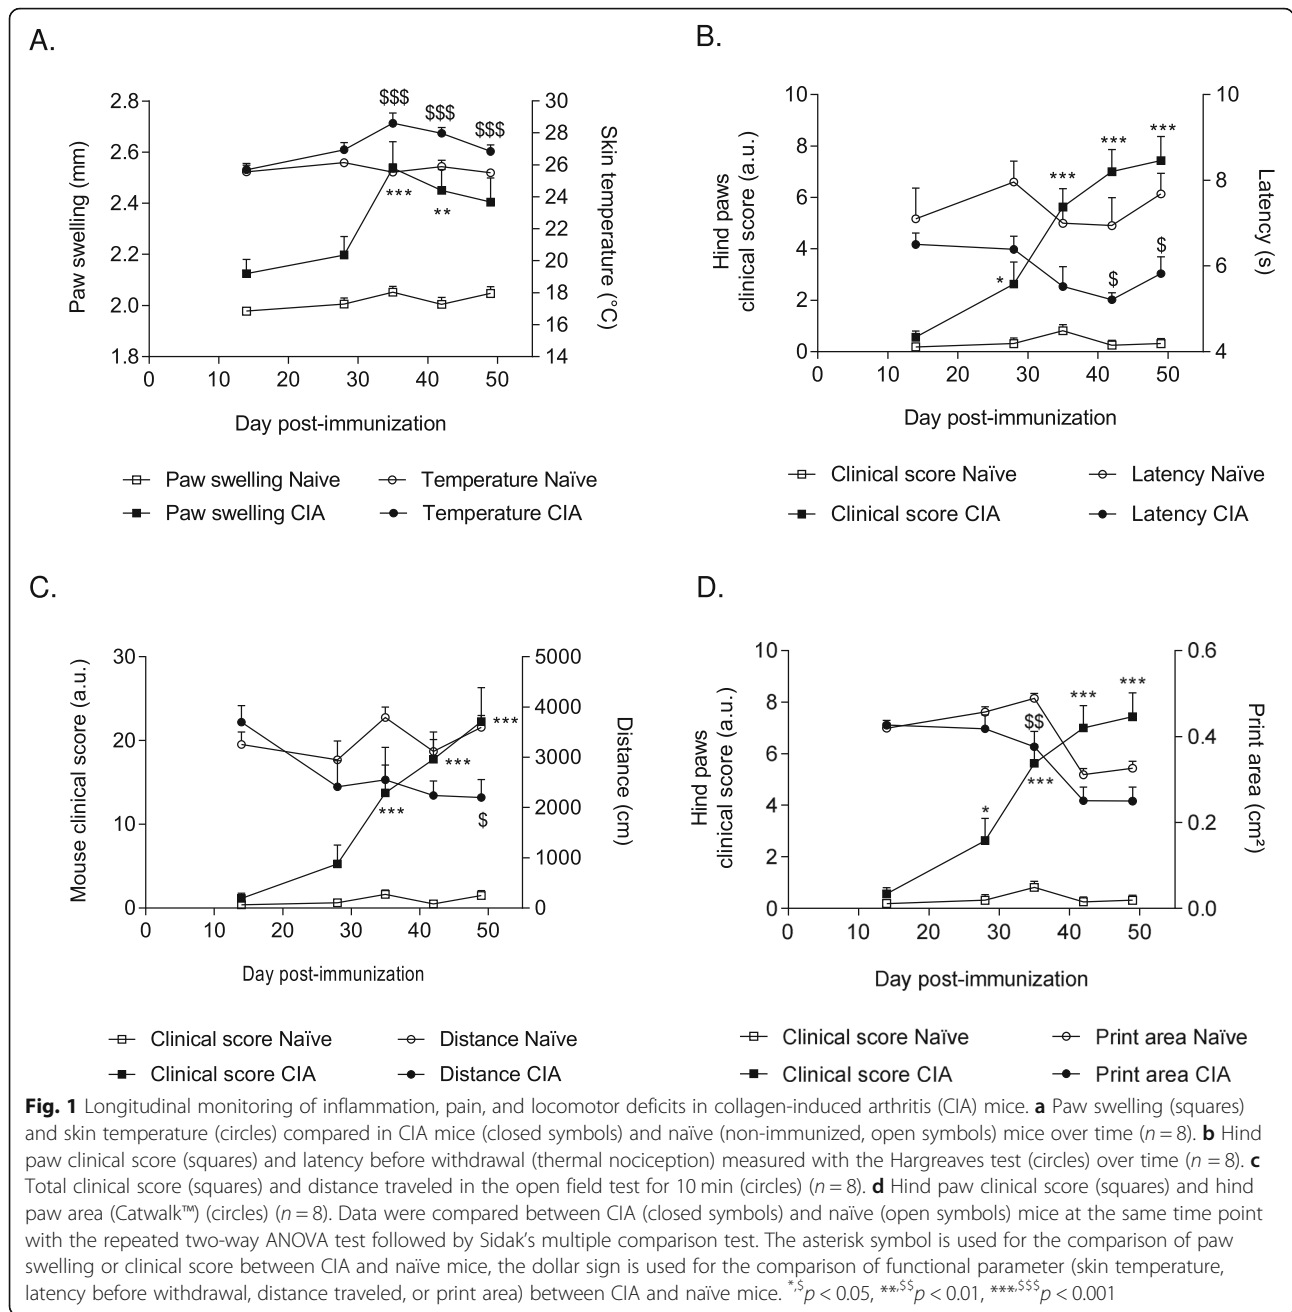 A.
2.8
2.6
2.4
2.2
2.0
1.8
Paw swelling (mm)
30
28
26
24
22
20
18
16
14
Skin temperature (°C)
$$$
$$$
$$$
***
**
0 10 20 30 40 50
Day post-immunization
Paw swelling Naive
Temperature Naïve
Paw swelling CIA
Temperature CIA
B.
10
8
6
4
2
0
Hind paws
clinical score (a.u.)
10
8
6
4
Latency (s)
*
***
***
***
$
$
0 10 20 30 40 50
Day post-immunization
Clinical score Naïve
Latency Naïve
Clinical score CIA
Latency CIA
C.
30
20
10
0
Mouse clinical score (a.u.)
5000
4000
3000
2000
1000
0
Distance (cm)
***
***
***
$
0 10 20 30 40 50
Day post-immunization
Clinical score Naïve
Distance Naïve
Clinical score CIA
Distance CIA
D.
10
8
6
4
2
0
Hind paws
clinical score (a.u.)
0.6
0.4
0.2
0.0
Print area (cm²)
*
$$
***
***
***
0 10 20 30 40 50
Day post-immunization
Clinical score Naïve
Print area Naïve
Clinical score CIA
Print area CIA
Fig. 1 Longitudinal monitoring of inflammation, pain, and locomotor deficits in collagen-induced arthritis (CIA) mice. a Paw swelling (squares)
and skin temperature (circles) compared in CIA mice (closed symbols) and naïve (non-immunized, open symbols) mice over time (n = 8). b Hind
paw clinical score (squares) and latency before withdrawal (thermal nociception) measured with the Hargreaves test (circles) over time (n = 8). c
Total clinical score (squares) and distance traveled in the open field test for 10 min (circles) (n = 8). d Hind paw clinical score (squares) and hind
paw area (Catwalk™) (circles) (n = 8). Data were compared between CIA (closed symbols) and naïve (open symbols) mice at the same time point
with the repeated two-way ANOVA test followed by Sidak's multiple comparison test. The asterisk symbol is used for the comparison of paw
swelling or clinical score between CIA and naïve mice, the dollar sign is used for the comparison of functional parameter (skin temperature,
latency before withdrawal, distance traveled, or print area) between CIA and naïve mice. *,$p < 0.05, **,$$p < 0.01, ***,$$$p < 0.001